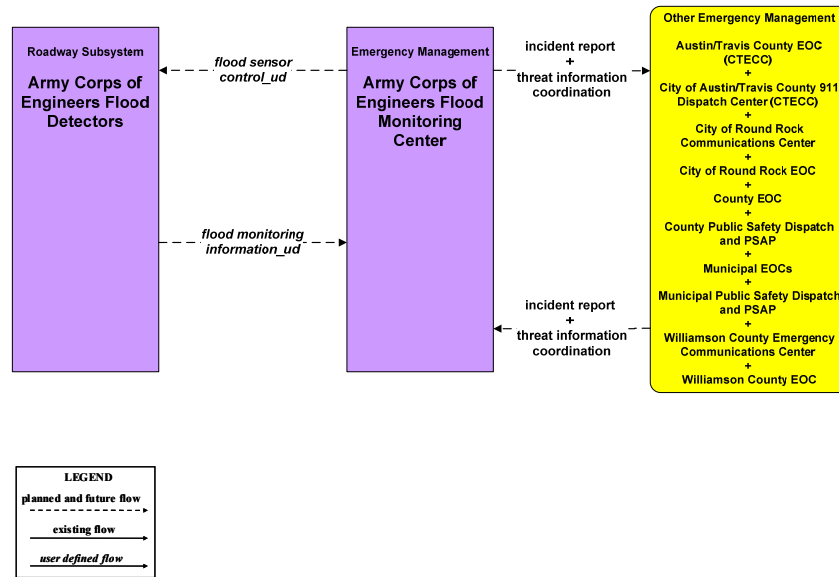 Roadway Subsystem
Army Corps of
Engineers Flood
Detectors
flood sensor
control_ud
flood monitoring
information_ud
Emergency Management
Army Corps of
Engineers Flood
Monitoring
Center
incident report
+
threat information
coordination
incident report
+
threat information
coordination
Other Emergency Management
Austin/Travis County EOC
(CTECC)
+
City of Austin/Travis County 911
Dispatch Center (CTECC)
+
City of Round Rock
Communications Center
+
City of Round Rock EOC
+
County EOC
+
County Public Safety Dispatch
and PSAP
+
Municipal EOCs
+
Municipal Public Safety Dispatch
and PSAP
+
Williamson County Emergency
Communications Center
+
Williamson County EOC
LEGEND
planned and future flow
existing flow
user defined flow